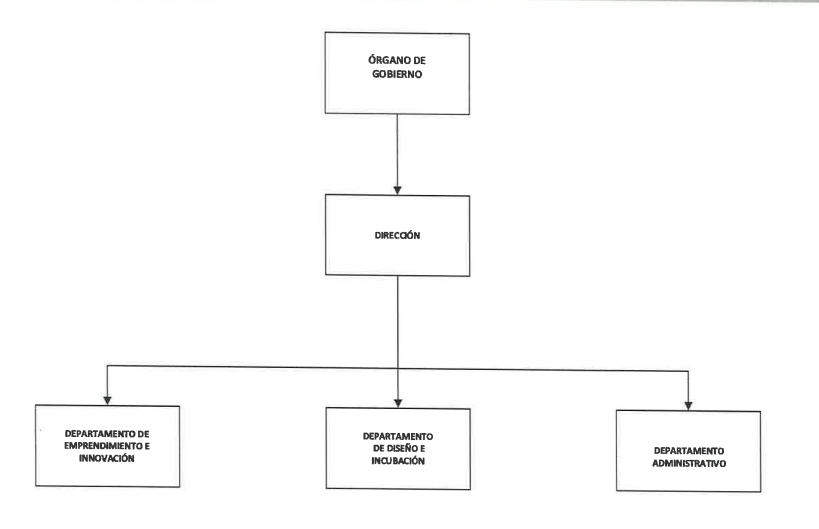 ÓRGANO DE
GOBIERNO
DIRECCIÓN
DEPARTAMENTO DE
EMPRENDIMIENTO E
INNOVACIÓN
DEPARTAMENTO
DE DISEÑO E
INCUBACIÓN
DEPARTAMENTO
ADMINISTRATIVO